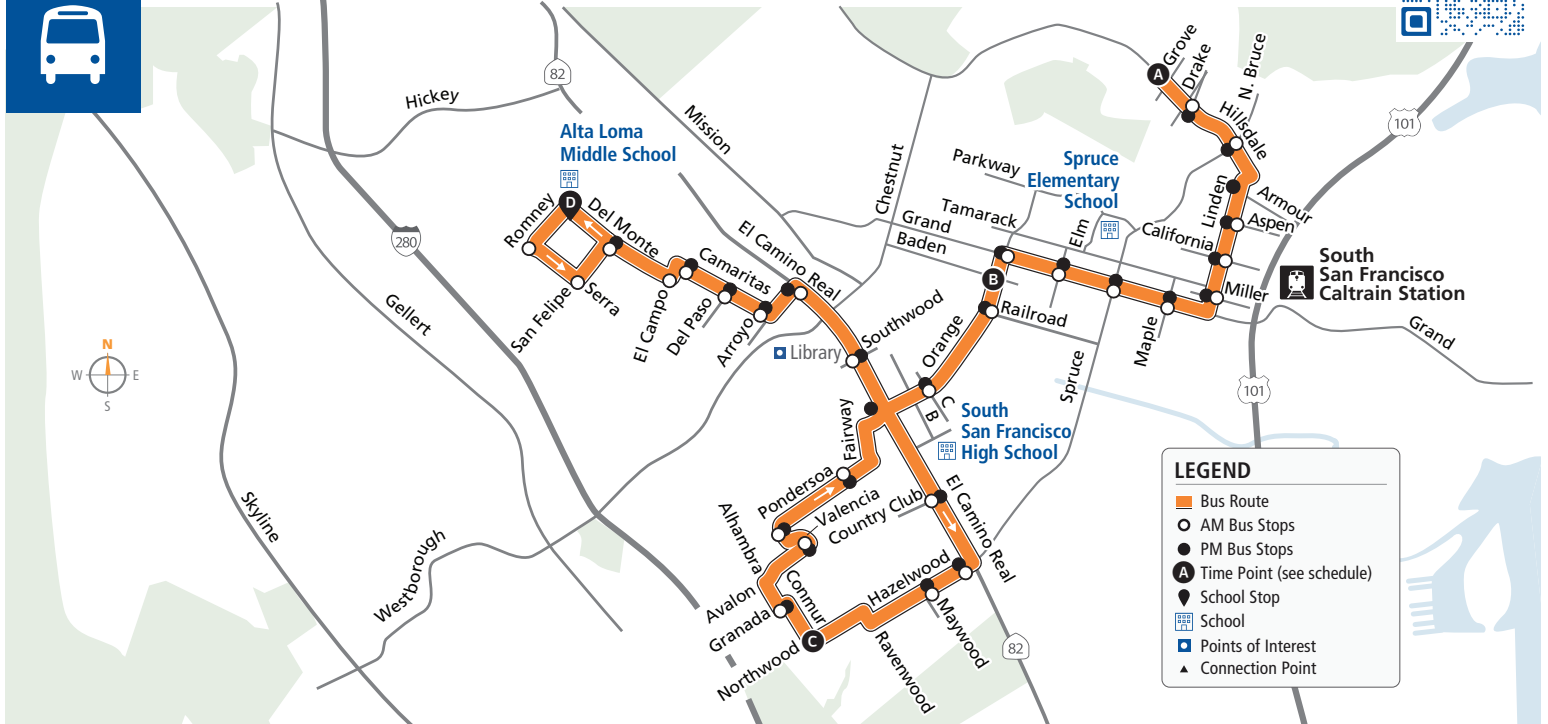 82
Hickey
Mission
Alta Loma
Middle School
Grove
Drake
N. Bruce
A
Hillsdale
101
Chestnut
Parkway
Spruce
Elementary
School
Tamarack
Grand
Baden
Elm
Linden
Armour
Aspen
California
Miller
South
San Francisco
Caltrain Station
Grand
Romney
D
Del Monte
Camaritas
El Camino Real
San Felipe
Serra
El Campo
Del Paso
Arroyo
280
Gellert
Library
Southwood
Orange
B
Railroad
Maple
Spruce
101
N
W
E
S
C
B
South
San Francisco
High School
Fairway
Pondersoa
Valencia
Country Club
El Camino Real
Alhambra
Conmur
Avalon
Granada
Northwood
C
Hazelwood
Maywood
Ravenwood
82
Skyline
Westborough
LEGEND
Bus Route
AM Bus Stops
PM Bus Stops
A Time Point (see schedule)
School Stop
School
Points of Interest
Connection Point